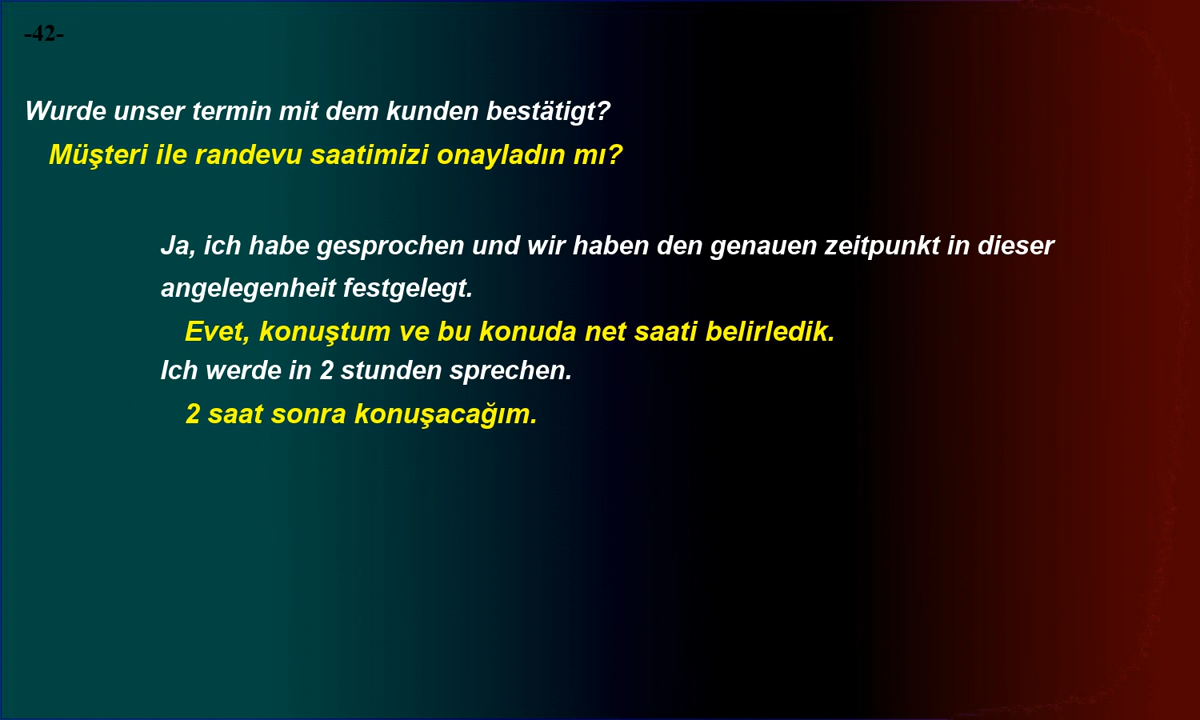 -42-
Wurde unser termin mit dem kunden bestätigt?
Müşteri ile randevu saatimizi onayladın mı?
Ja, ich habe gesprochen und wir haben den genauen zeitpunkt in dieser
angelegenheit festgelegt.
Evet, konuştum ve bu konuda net saati belirledik.
Ich werde in 2 stunden sprechen.
2 saat sonra konuşacağım.